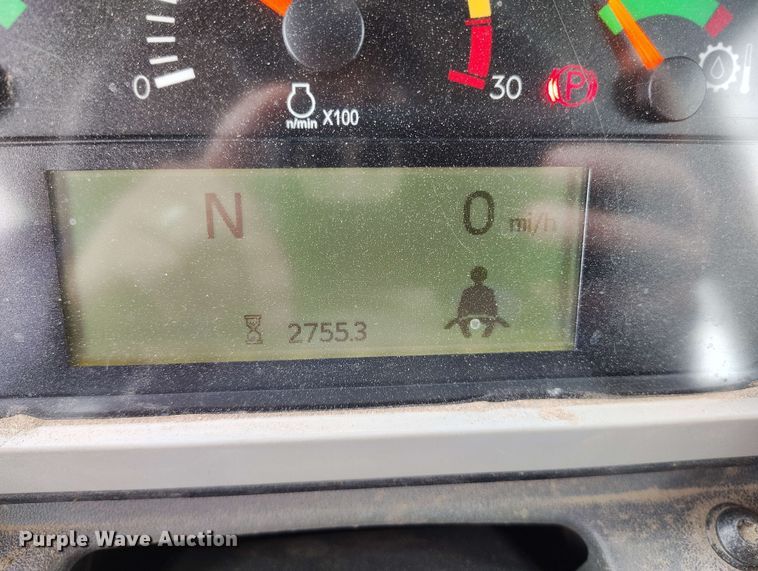 0
30
P
n/min X100
N 0 mi/h
2755.3
Purple Wave Auction